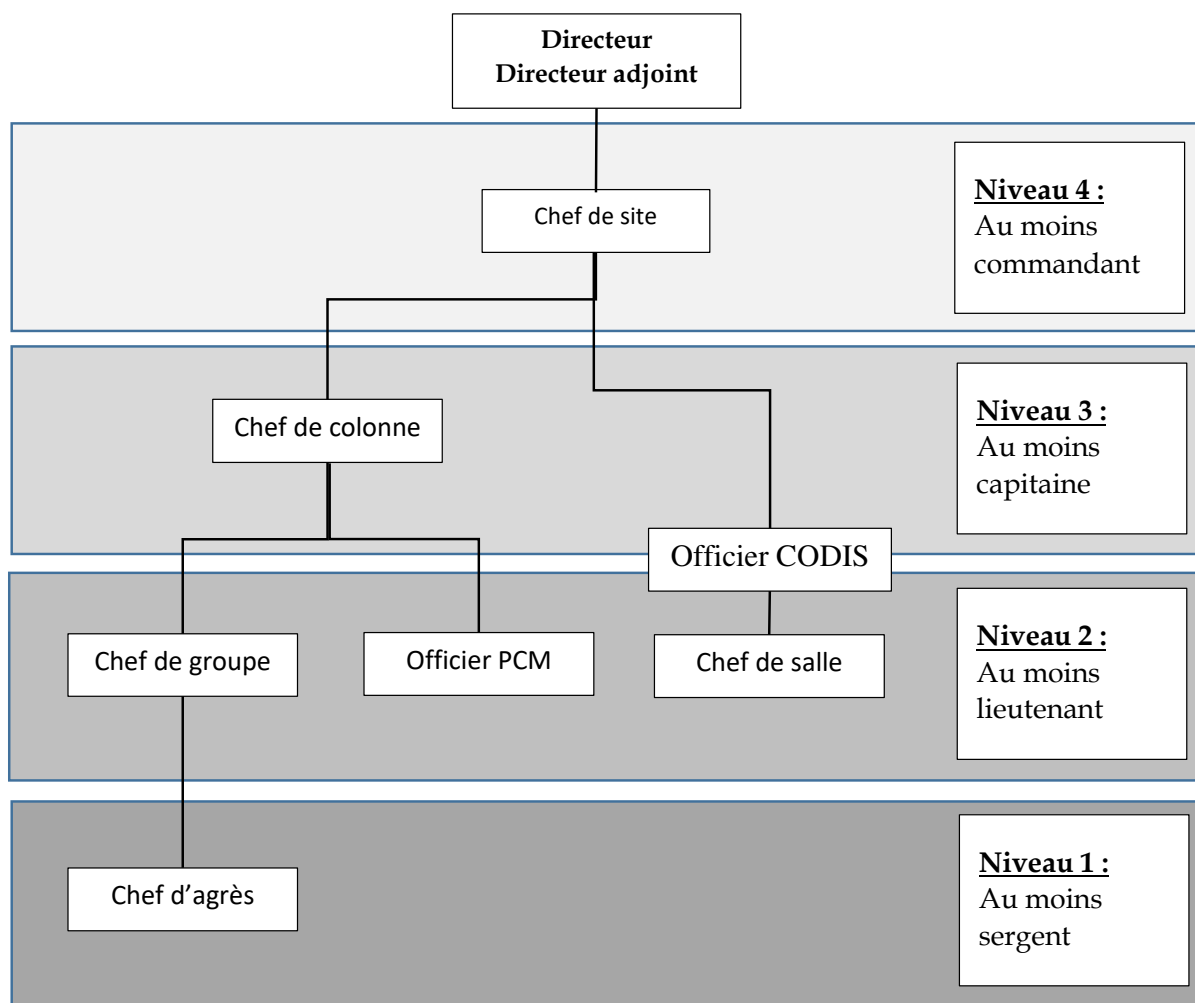 Directeur
Directeur adjoint
Niveau 4 :
Au moins
commandant
Chef de site
Niveau 3 :
Au moins
capitaine
Chef de colonne
Officier CODIS
Niveau 2 :
Au moins
lieutenant
Chef de groupe
Officier PCM
Chef de salle
Niveau 1 :
Au moins
sergent
Chef d’agrès